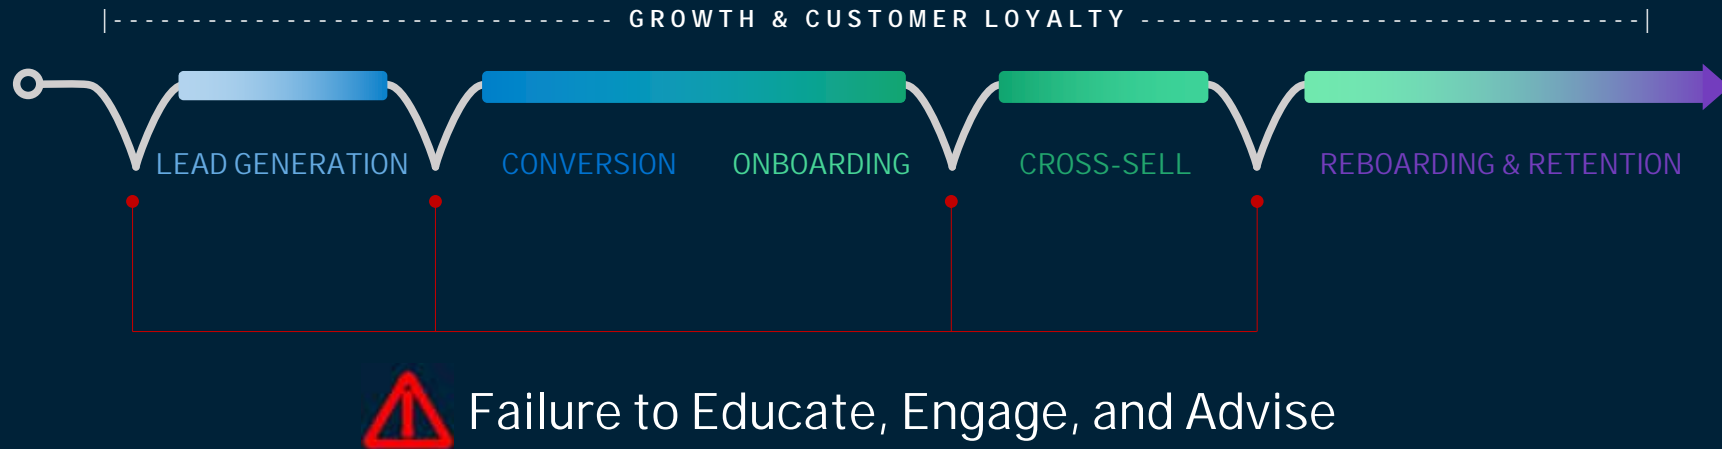 GROWTH & CUSTOMER LOYALTY
LEAD GENERATION CONVERSION ONBOARDING CROSS-SELL REBOARDING & RETENTION
Failure to Educate, Engage, and Advise